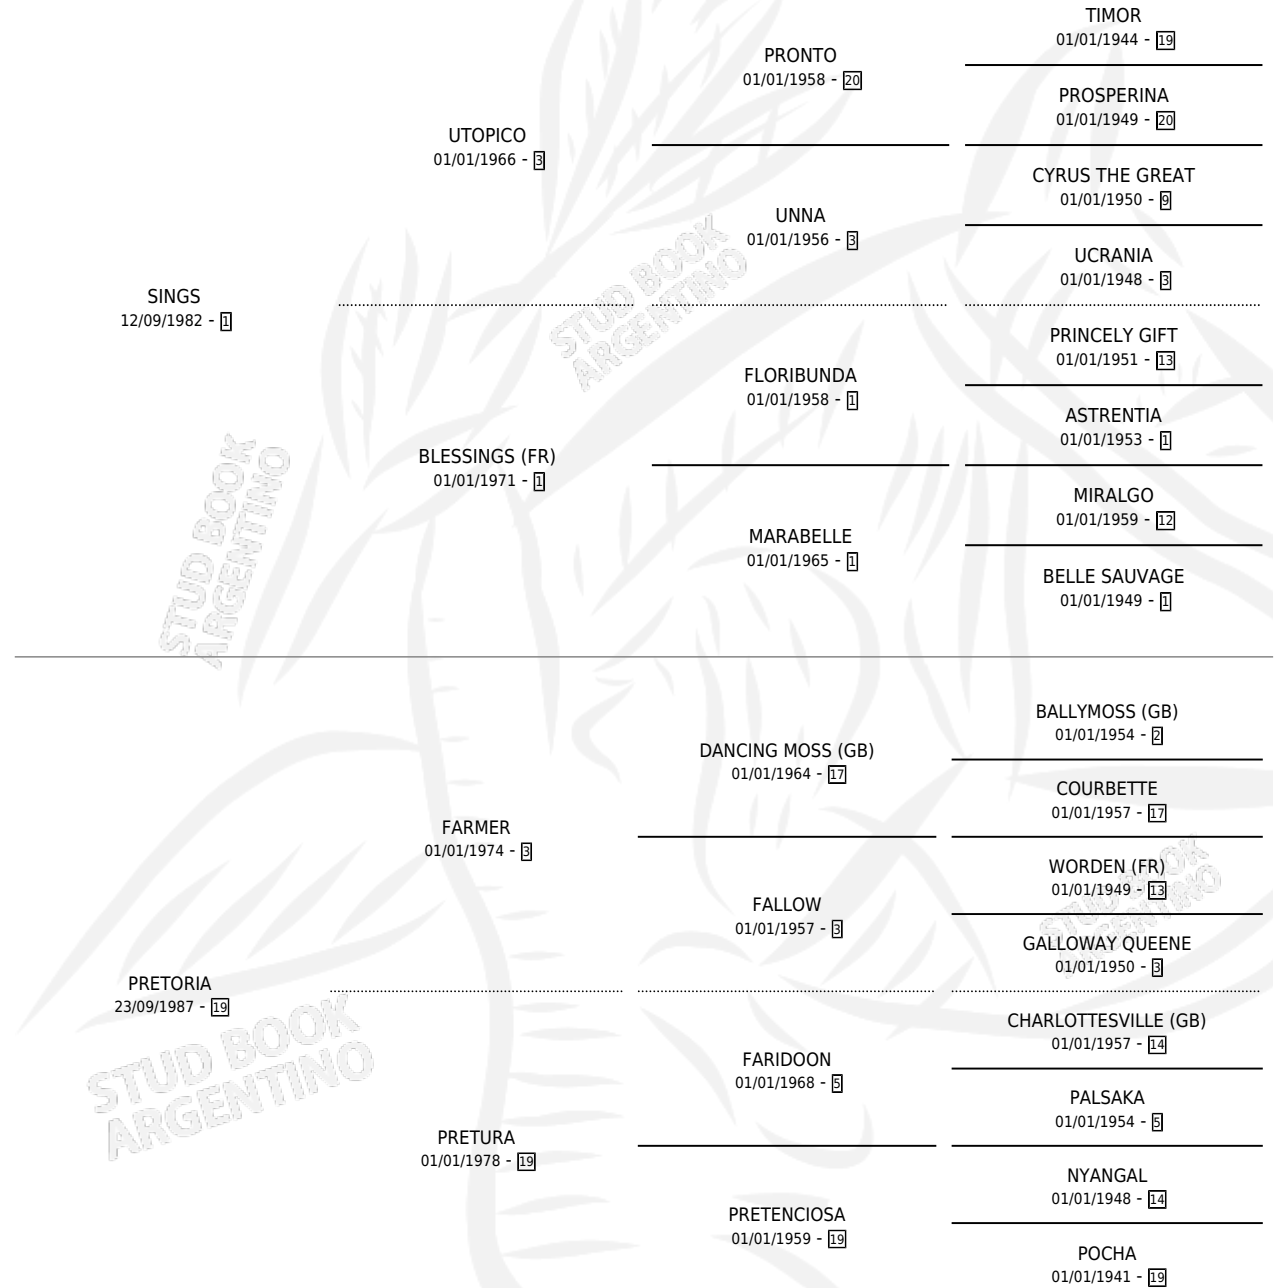 TIMOR
01/01/1944 - 19
PRONTO
01/01/1958 - 20
PROSPERINA
01/01/1949 - 20
UTOPICO
01/01/1966 - 3
CYRUS THE GREAT
01/01/1950 - 9
UNNA
01/01/1956 - 3
UCRANIA
01/01/1948 - 3
SINGS
12/09/1982 - 1
PRINCELY GIFT
01/01/1951 - 13
FLORIBUNDA
01/01/1958 - 1
ASTRENTIA
01/01/1953 - 1
BLESSINGS (FR)
01/01/1971 - 1
MIRALGO
01/01/1959 - 12
MARABELLE
01/01/1965 - 1
BELLE SAUVAGE
01/01/1949 - 1
BALLYMOSS (GB)
01/01/1954 - 2
DANCING MOSS (GB)
01/01/1964 - 17
COURBETTE
01/01/1957 - 17
FARMER
01/01/1974 - 3
WORDEN (FR)
01/01/1949 - 13
FALLOW
01/01/1957 - 3
GALLOWAY QUEENE
01/01/1950 - 3
PRETORIA
23/09/1987 - 19
CHARLOTTESVILLE (GB)
01/01/1957 - 14
FARIDOON
01/01/1968 - 5
PALSAKA
01/01/1954 - 5
PRETURA
01/01/1978 - 19
NYANGAL
01/01/1948 - 14
PRETENCIOSA
01/01/1959 - 19
POCHA
01/01/1941 - 19
STUD BOOK
ARGENTINO
STUD BOOK
ARGENTINO
STUD BOOK
ARGENTINO
STUD BOOK
ARGENTINO